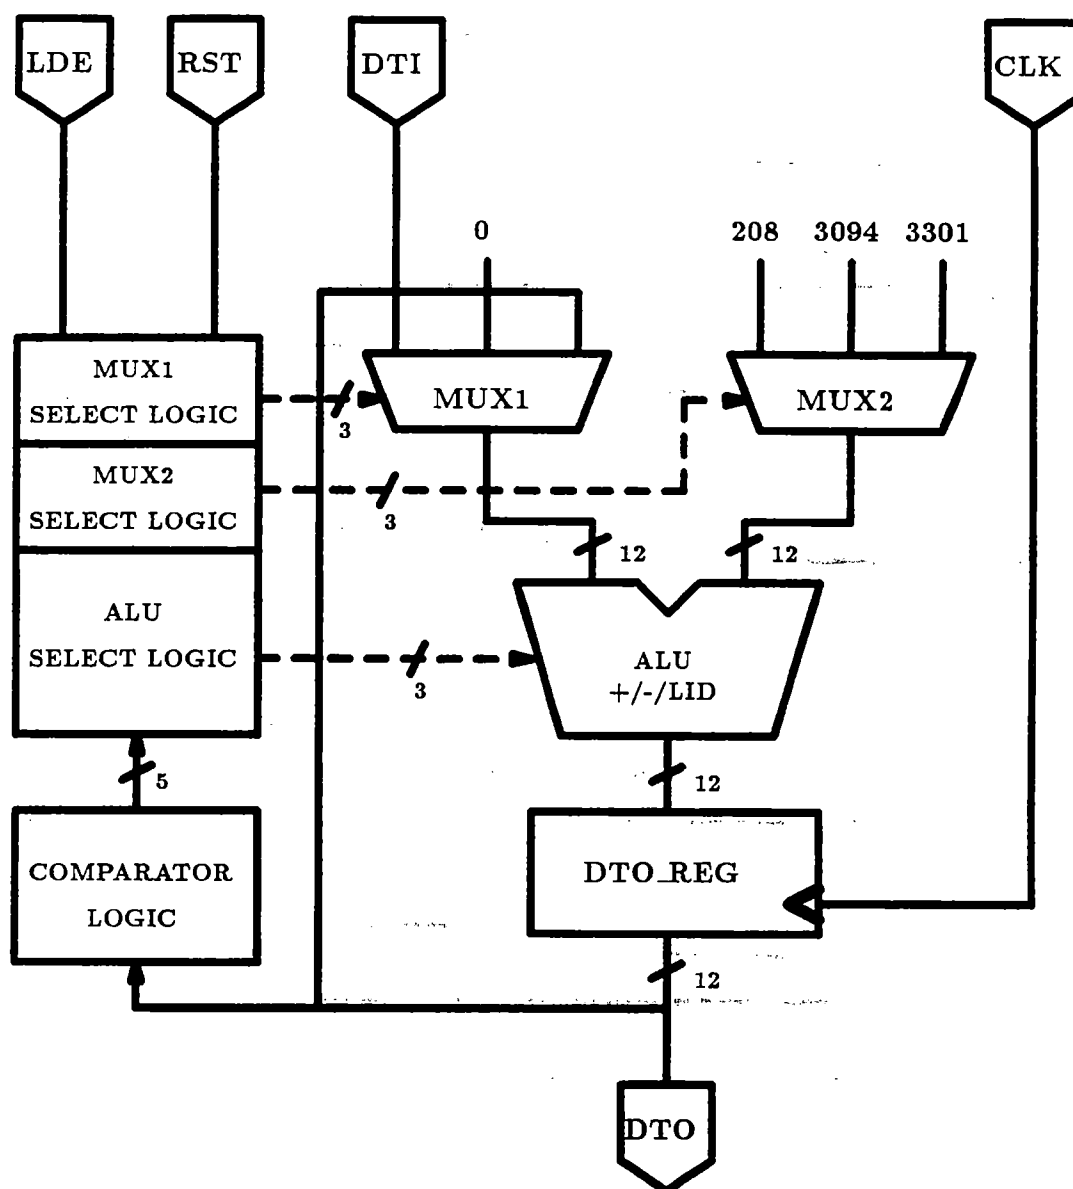 LDE
RST
DTI
CLK
0
208
3094
3301
MUX1
SELECT LOGIC
3
MUX1
MUX2
MUX2
SELECT LOGIC
3
12
12
ALU
SELECT LOGIC
3
ALU
+/-/LID
5
12
COMPARATOR
LOGIC
DTO_REG
12
DTO